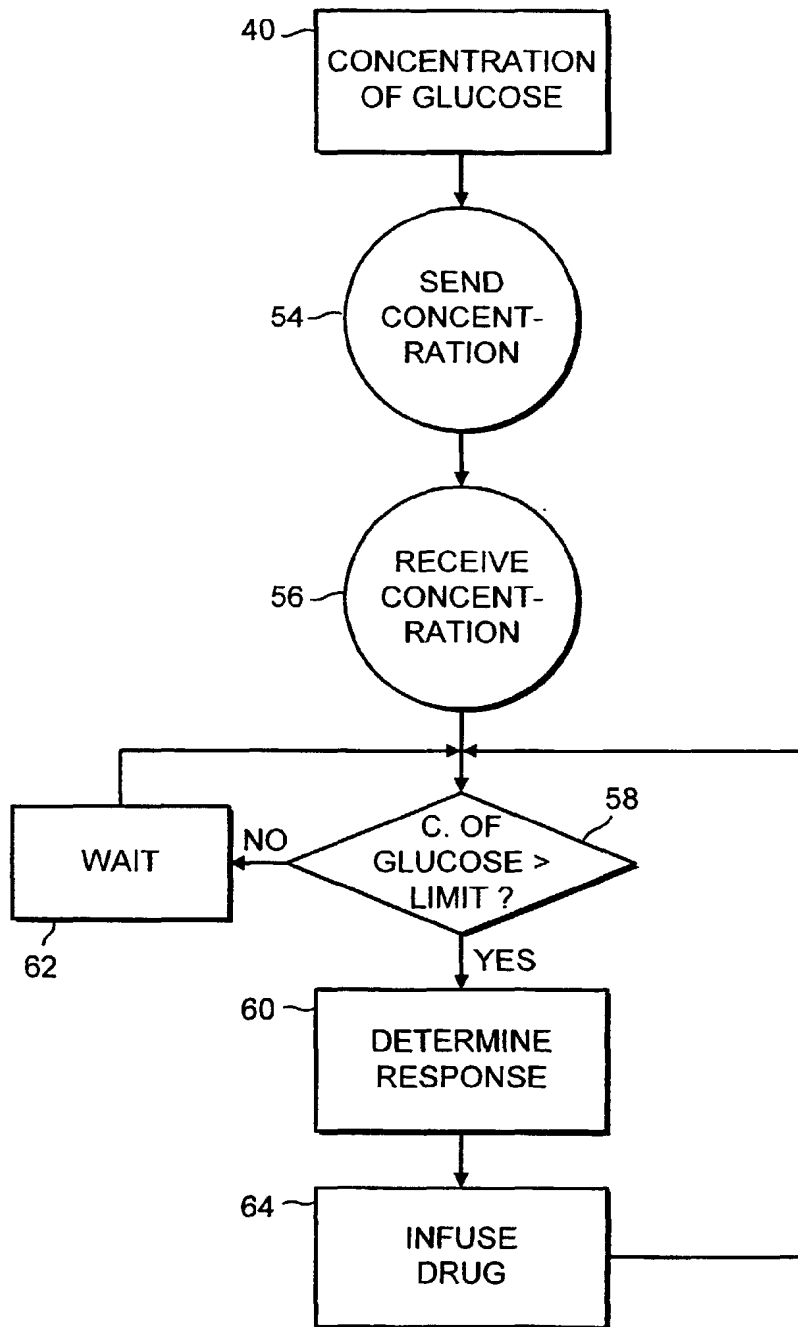 40
CONCENTRATION
OF GLUCOSE
SEND
CONCENT-
RATION
54
RECEIVE
CONCENT-
RATION
56
58
C. OF
GLUCOSE >
LIMIT ?
NO
WAIT
62
YES
60
DETERMINE
RESPONSE
64
INFUSE
DRUG